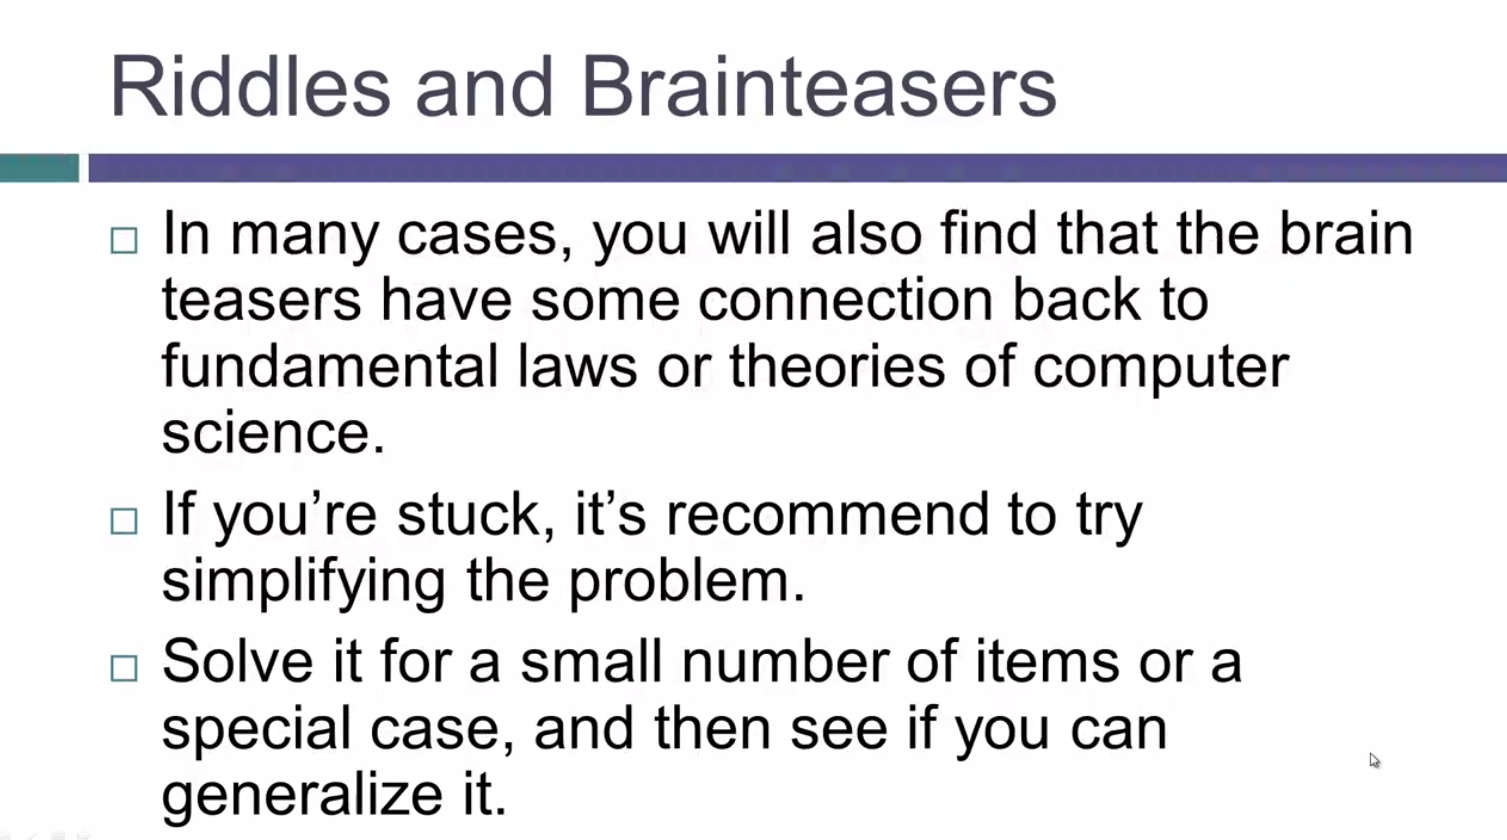 Riddles and Brainteasers
In many cases, you will also find that the brain
teasers have some connection back to
fundamental laws or theories of computer
science.
If you’re stuck, it’s recommend to try
simplifying the problem.
Solve it for a small number of items or a
special case, and then see if you can
generalize it.